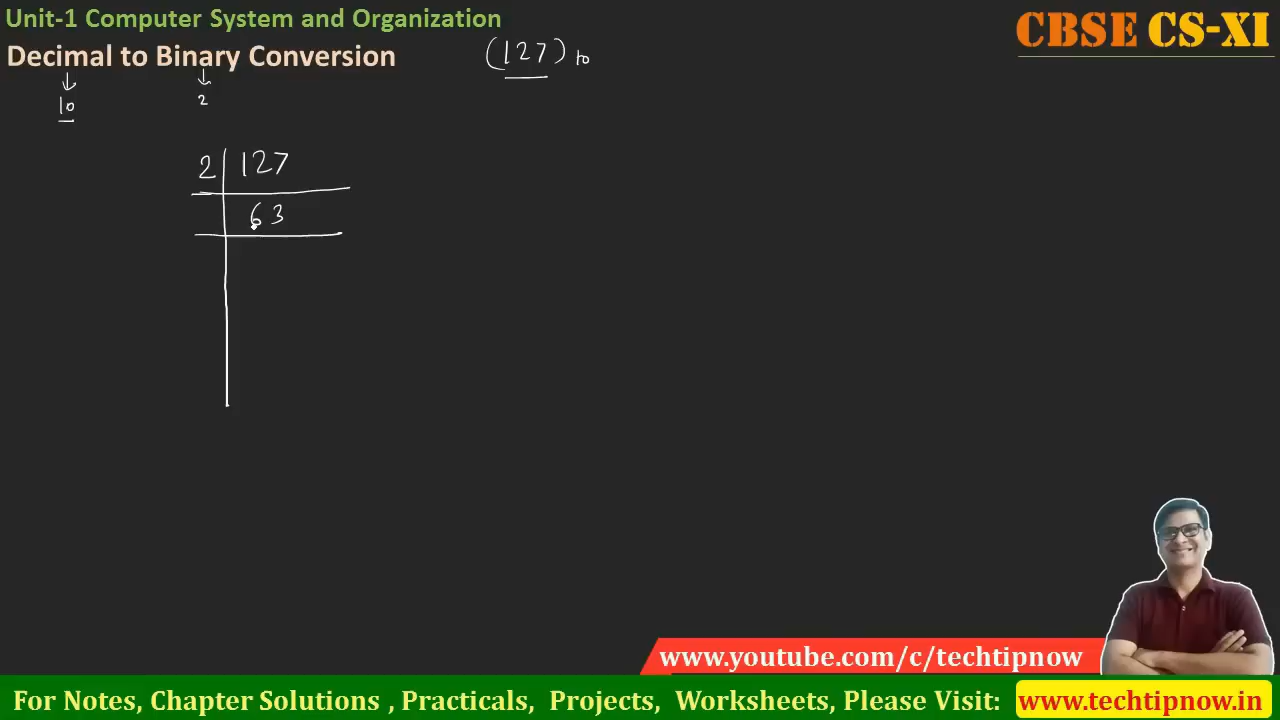 Unit-1 Computer System and Organization
CBSE CS-XI
Decimal to Binary Conversion
(127)10
10
2
2 127
63
www.youtube.com/c/techtipnow
For Notes, Chapter Solutions , Practicals, Projects, Worksheets, Please Visit: www.techtipnow.in